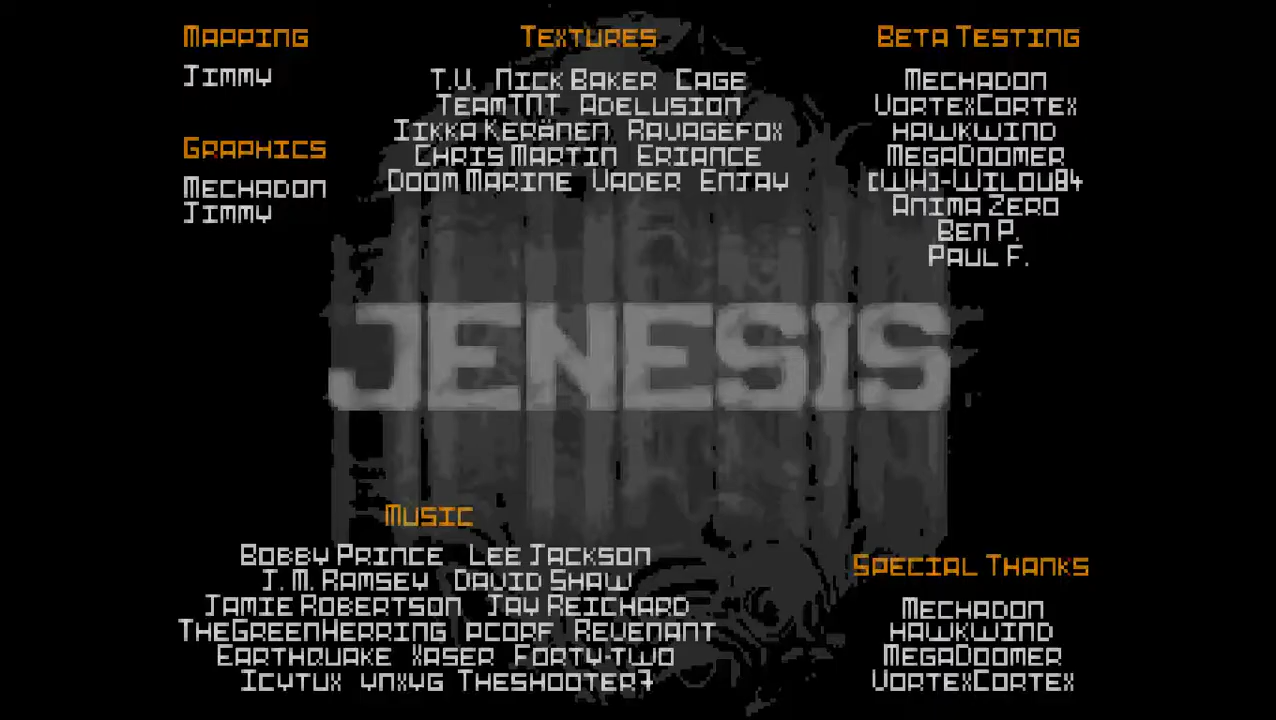 Mapping
Jimmy
Graphics
Mechadon
Jimmy
Textures
T.V. Nick Baker Cage
TeamTNT Adelusion
Iikka Keränen Ravagefox
Chris Martin Eriance
Doom Marine Vader Enjay
Beta Testing
Mechadon
VortexCortex
hawkwind
MegaDoomer
[WH]-Wilou84
Anima Zero
Ben P.
Paul F.
JENESIS
Music
Bobby Prince Lee Jackson
J.M. Ramsey David Shaw
Jamie Robertson Jay Reichard
TheGreenHerring pcorf Revenant
Earthquake Xaser Forty-two
Icytux ynxyg Theshooter7
Special Thanks
Mechadon
hawkwind
MegaDoomer
VortexCortex